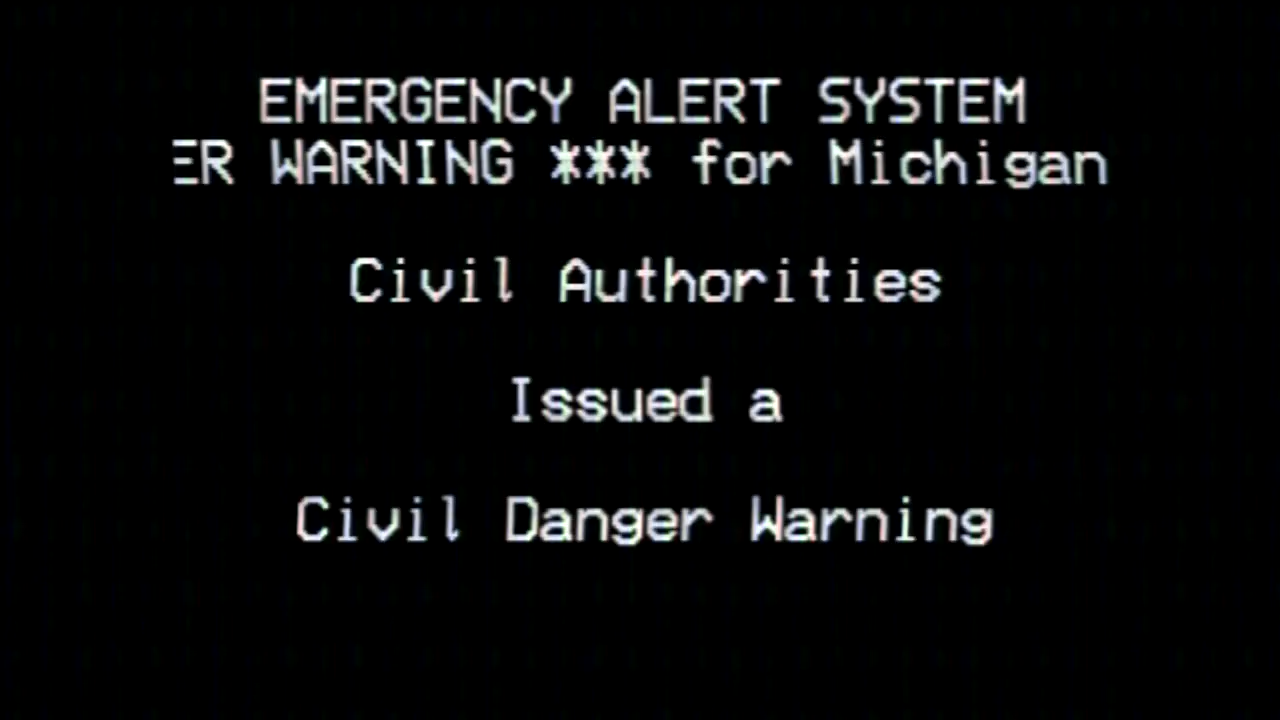 EMERGENCY ALERT SYSTEM
ER WARNING *** for Michigan
Civil Authorities
Issued a
Civil Danger Warning